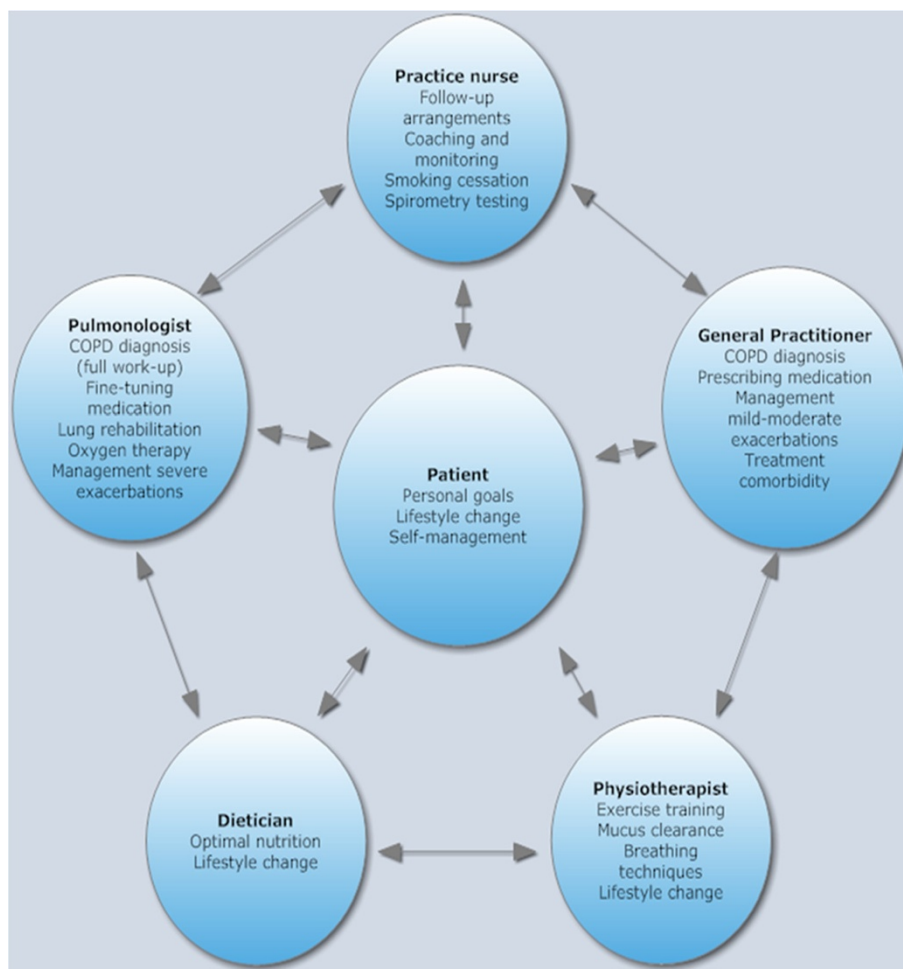 Practice nurse
Follow-up
arrangements
Coaching and
monitoring
Smoking cessation
Spirometry testing
Pulmonologist
COPD diagnosis
(full work-up)
Fine-tuning
medication
Lung rehabilitation
Oxygen therapy
Management severe
exacerbations
General Practitioner
COPD diagnosis
Prescribing medication
Management
mild-moderate
exacerbations
Treatment
comorbidity
Patient
Personal goals
Lifestyle change
Self-management
Dietician
Optimal nutrition
Lifestyle change
Physiotherapist
Exercise training
Mucus clearance
Breathing
techniques
Lifestyle change